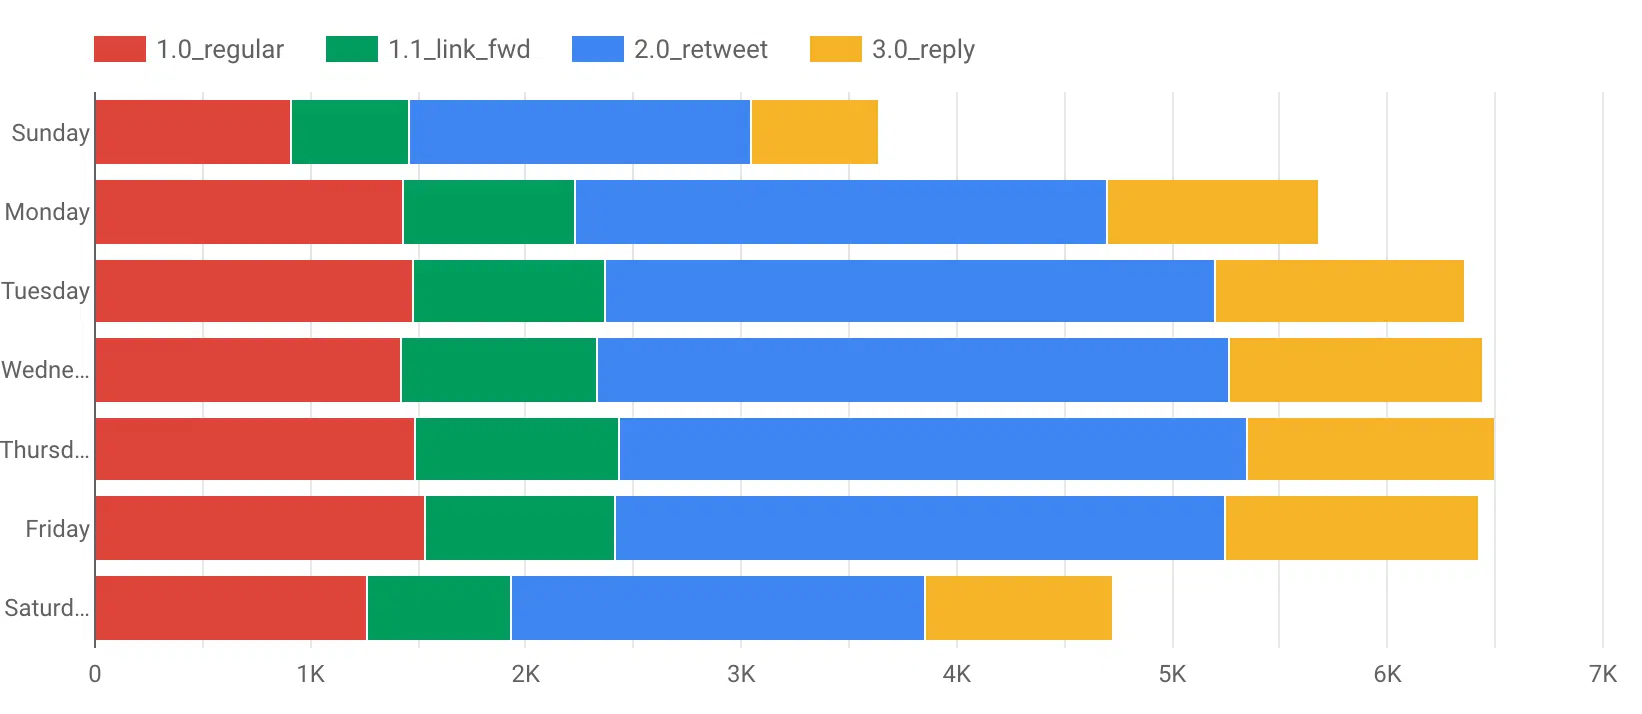 1.0_regular 1.1_link_fwd 2.0_retweet 3.0_reply
Sunday
Monday
Tuesday
Wedne...
Thursd...
Friday
Saturd...
0 1K 2K 3K 4K 5K 6K 7K